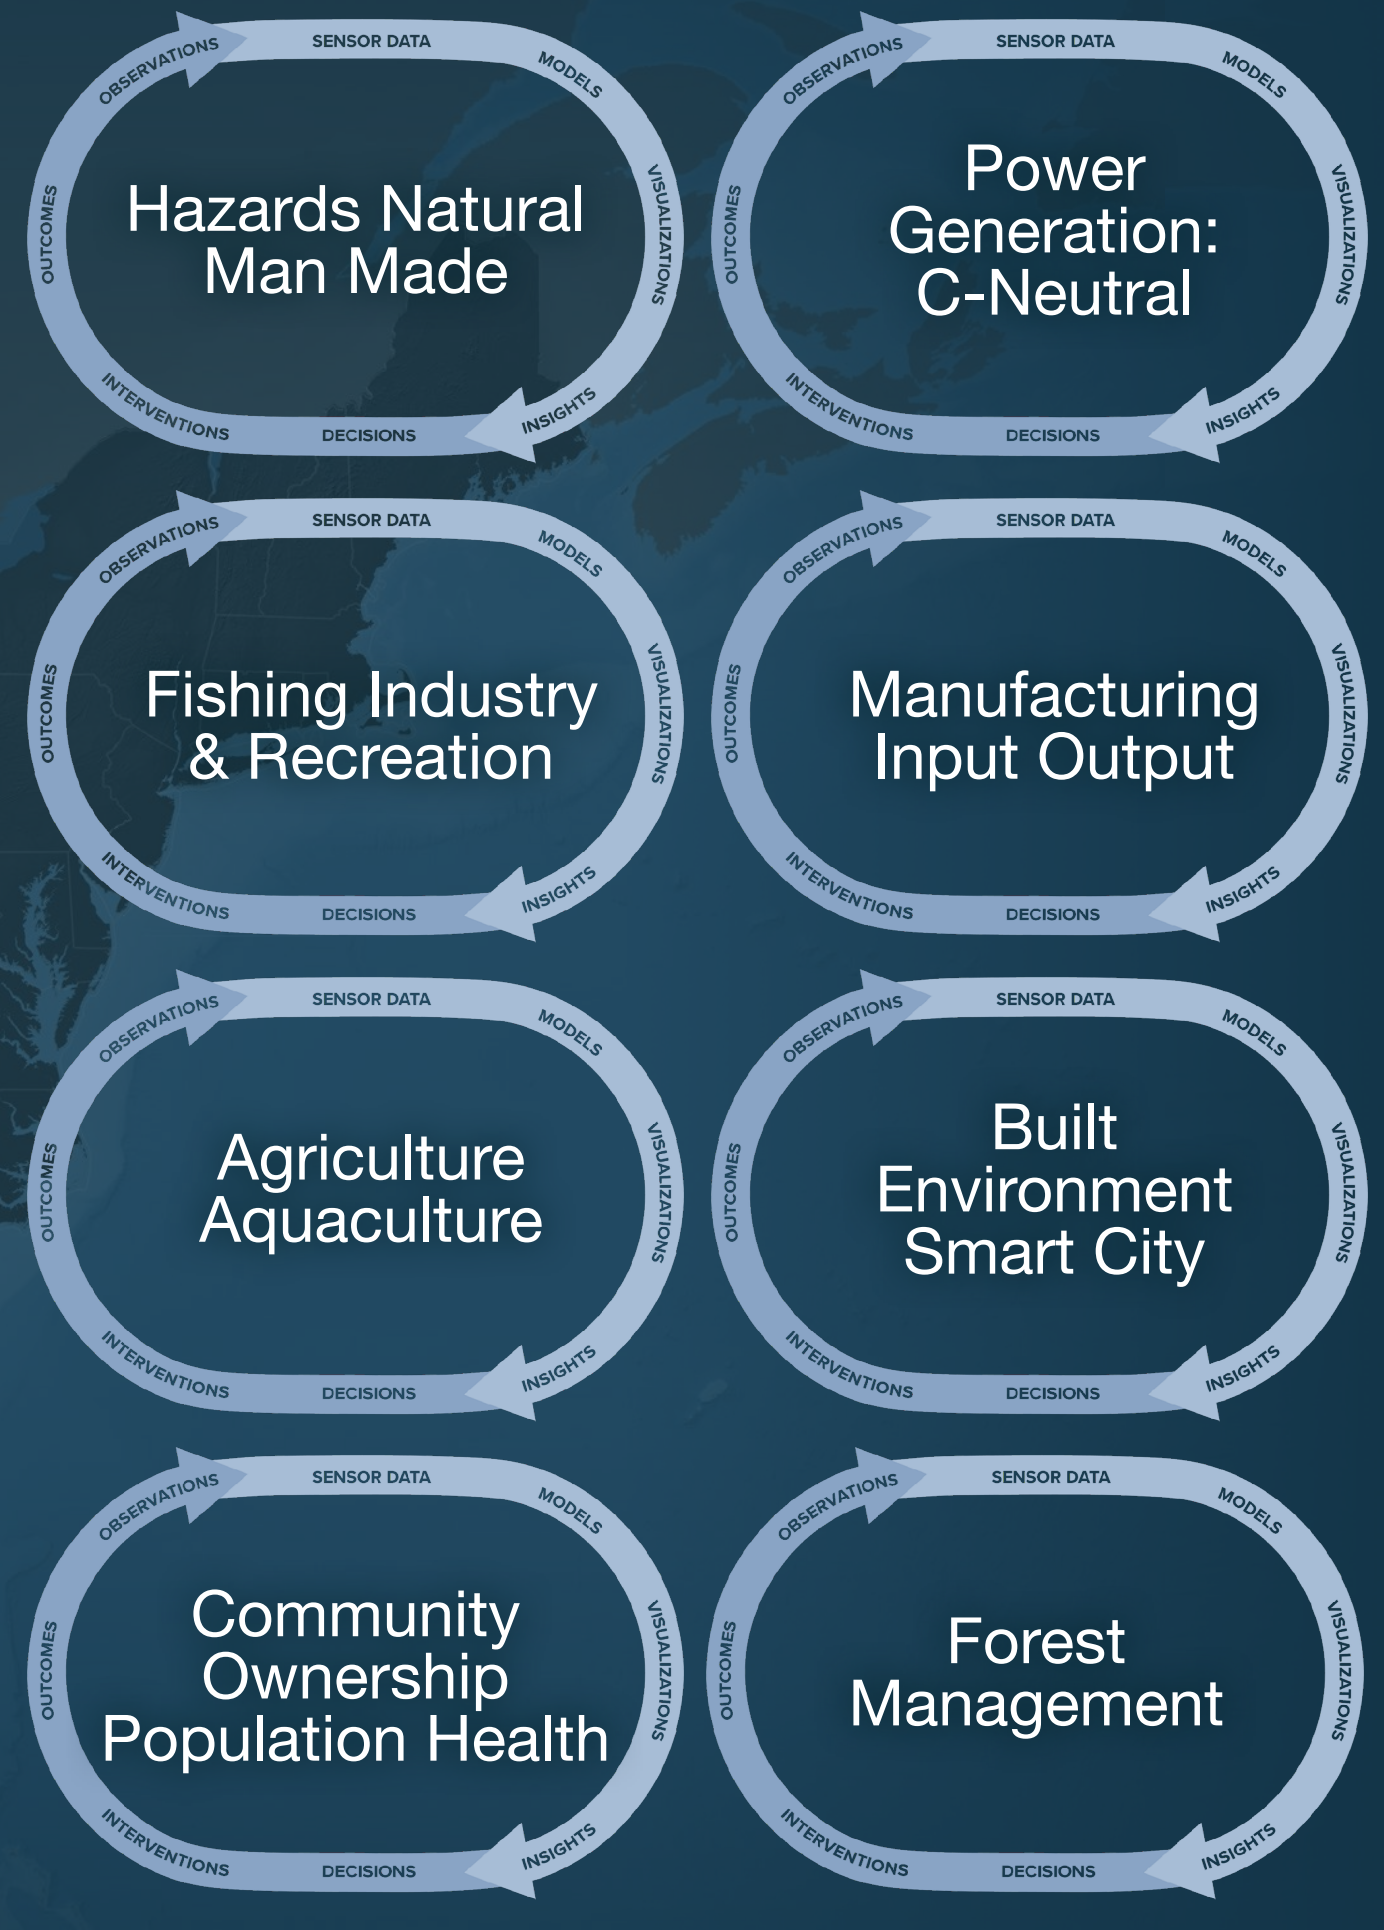 OBSERVATIONS
SENSOR DATA
MODELS
VISUALIZATIONS
INSIGHTS
DECISIONS
INTERVENTIONS
OUTCOMES
Hazards Natural
Man Made
OBSERVATIONS
SENSOR DATA
MODELS
VISUALIZATIONS
INSIGHTS
DECISIONS
INTERVENTIONS
OUTCOMES
Power
Generation:
C-Neutral
OBSERVATIONS
SENSOR DATA
MODELS
VISUALIZATIONS
INSIGHTS
DECISIONS
INTERVENTIONS
OUTCOMES
Fishing Industry
& Recreation
OBSERVATIONS
SENSOR DATA
MODELS
VISUALIZATIONS
INSIGHTS
DECISIONS
INTERVENTIONS
OUTCOMES
Manufacturing
Input Output
OBSERVATIONS
SENSOR DATA
MODELS
VISUALIZATIONS
INSIGHTS
DECISIONS
INTERVENTIONS
OUTCOMES
Agriculture
Aquaculture
OBSERVATIONS
SENSOR DATA
MODELS
VISUALIZATIONS
INSIGHTS
DECISIONS
INTERVENTIONS
OUTCOMES
Built
Environment
Smart City
OBSERVATIONS
SENSOR DATA
MODELS
VISUALIZATIONS
INSIGHTS
DECISIONS
INTERVENTIONS
OUTCOMES
Community
Ownership
Population Health
OBSERVATIONS
SENSOR DATA
MODELS
VISUALIZATIONS
INSIGHTS
DECISIONS
INTERVENTIONS
OUTCOMES
Forest
Management